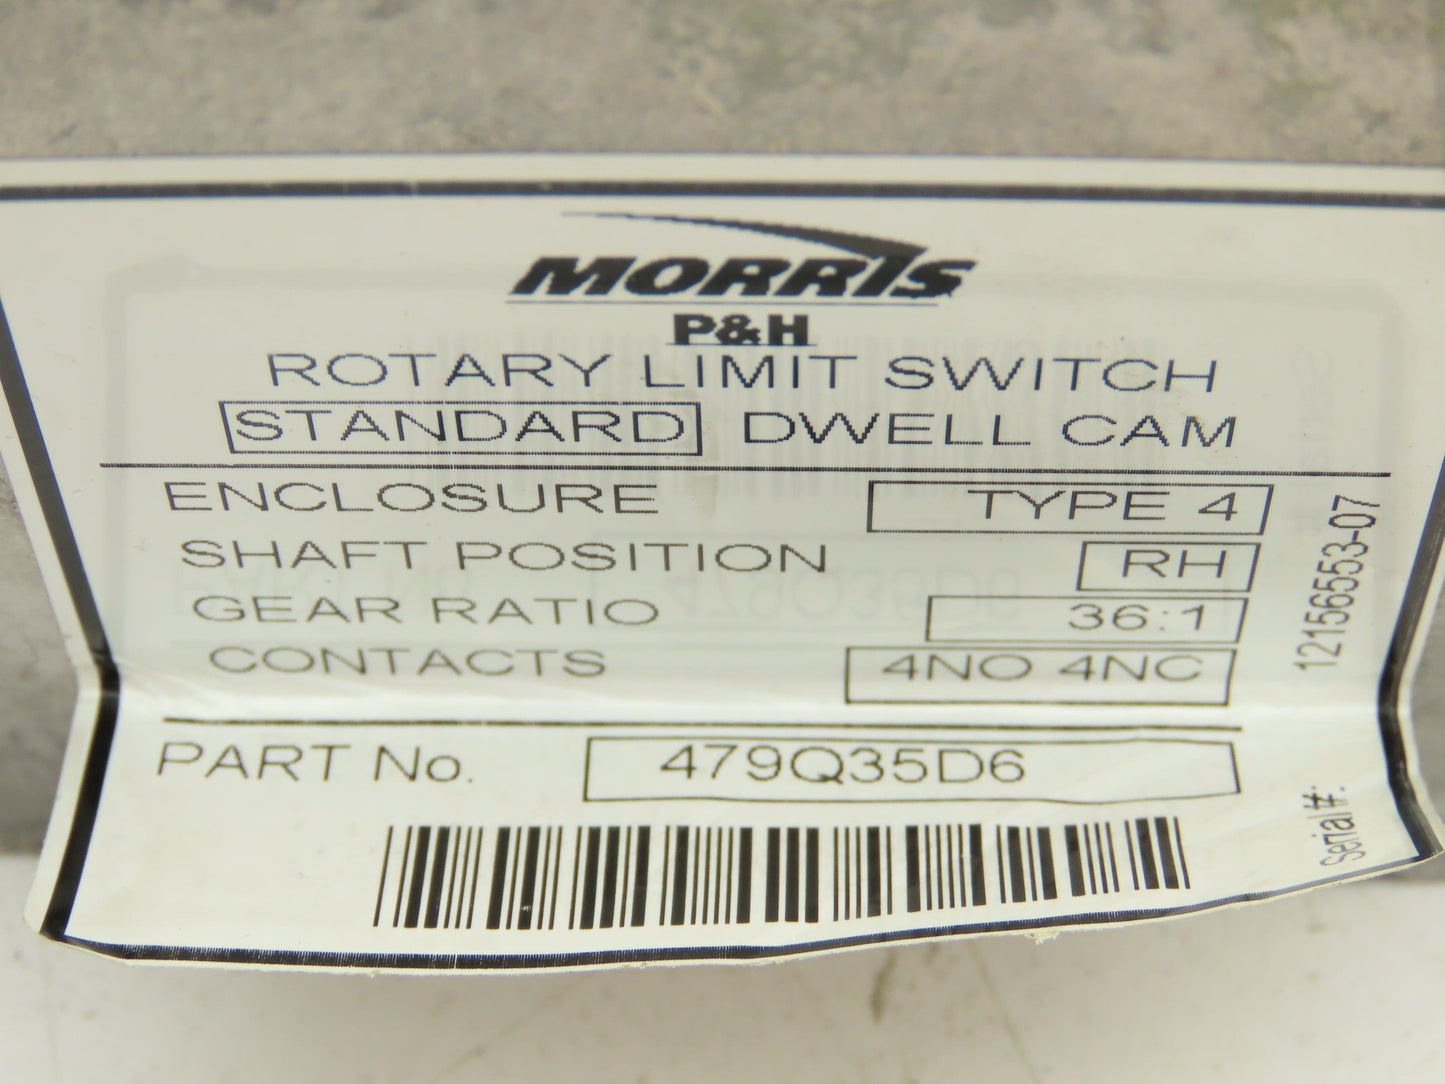 MORRIS
P&H
ROTARY LIMIT SWITCH
STANDARD DWELL CAM
ENCLOSURE TYPE 4
SHAFT POSITION RH
GEAR RATIO 36:1
CONTACTS 4NO 4NC
PART No. 479Q35D6
Serial#: 12156553-07